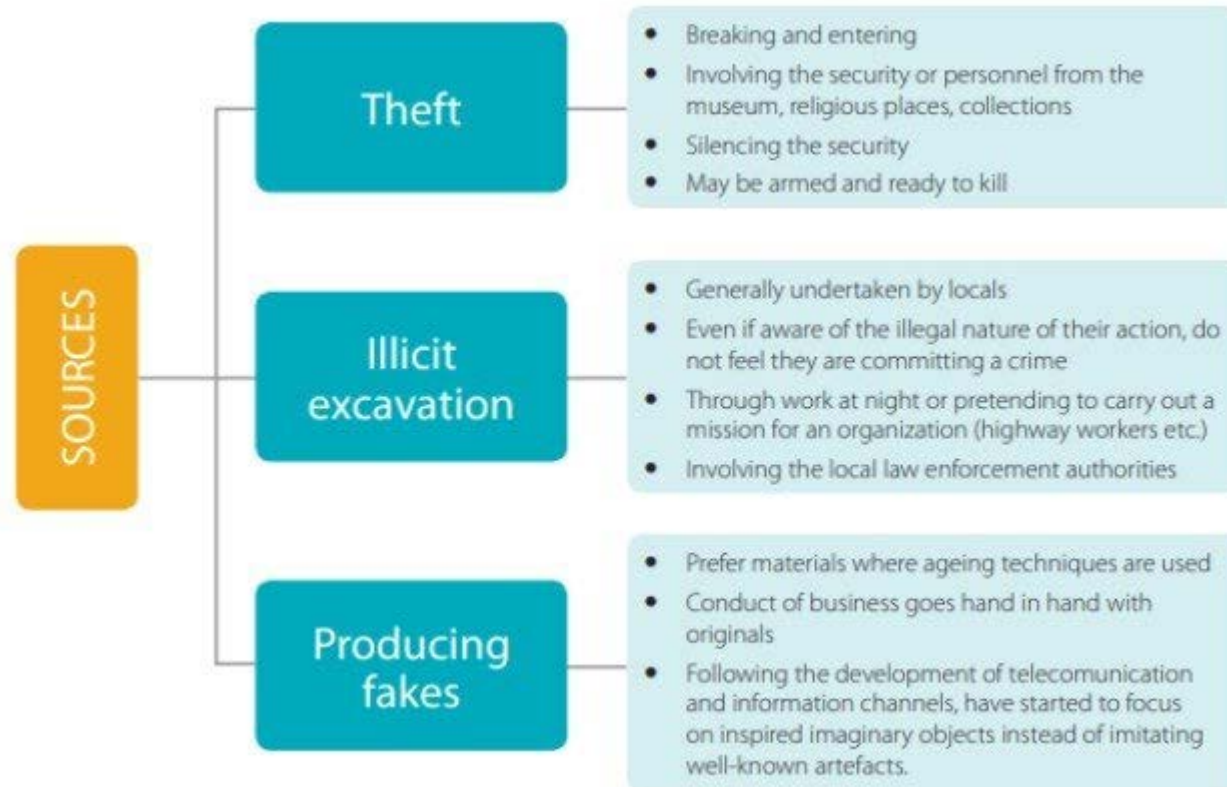 SOURCES
Theft
• Breaking and entering
• Involving the security or personnel from the
museum, religious places, collections
• Silencing the security
• May be armed and ready to kill
Illicit
excavation
• Generally undertaken by locals
• Even if aware of the illegal nature of their action, do
not feel they are committing a crime
• Through work at night or pretending to carry out a
mission for an organization (highway workers etc.)
• Involving the local law enforcement authorities
Producing
fakes
• Prefer materials where ageing techniques are used
• Conduct of business goes hand in hand with
originals
• Following the development of telecomunication
and information channels, have started to focus
on inspired imaginary objects instead of imitating
well-known artefacts.